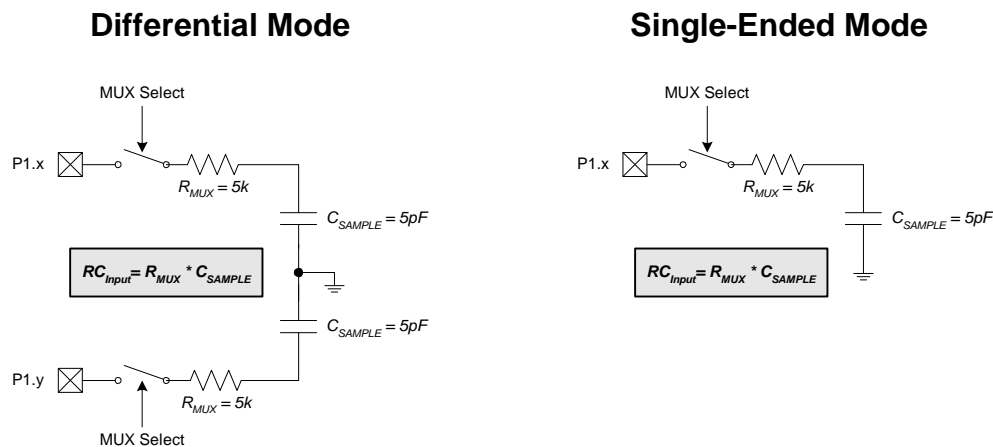 Differential Mode
MUX Select
P1.x
R_MUX = 5k
C_SAMPLE = 5pF
RC_Input= R_MUX * C_SAMPLE
C_SAMPLE = 5pF
P1.y
R_MUX = 5k
MUX Select
Single-Ended Mode
MUX Select
P1.x
R_MUX = 5k
C_SAMPLE = 5pF
RC_Input= R_MUX * C_SAMPLE